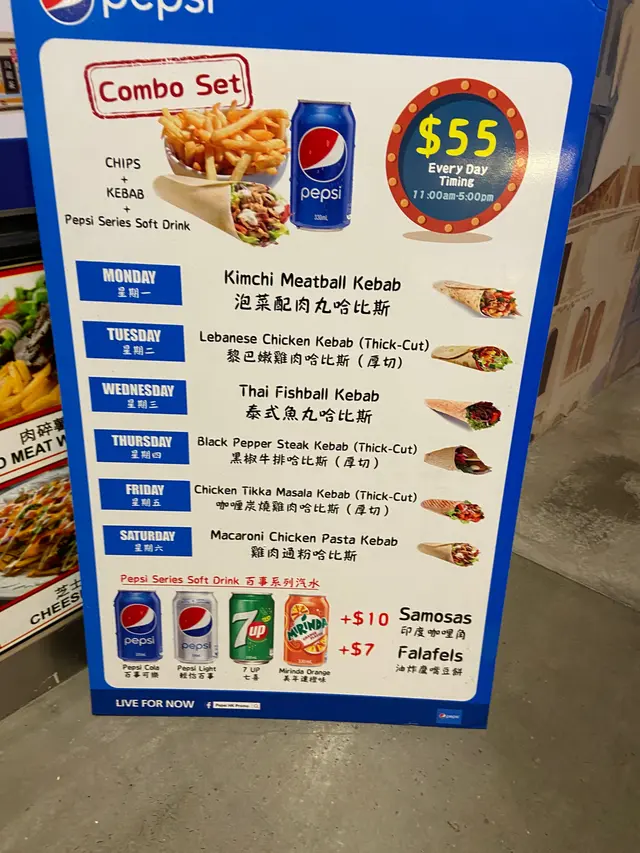 pepsi
Combo Set
CHIPS
+
KEBAB
+
Pepsi Series Soft Drink
pepsi
330mL
$55
Every Day
Timing
11:00am-5:00pm
MONDAY
星期一
Kimchi Meatball Kebab
泡菜配肉丸哈比斯
TUESDAY
星期二
Lebanese Chicken Kebab (Thick-Cut)
黎巴嫩雞肉哈比斯（厚切）
WEDNESDAY
星期三
Thai Fishball Kebab
泰式魚丸哈比斯
THURSDAY
星期四
Black Pepper Steak Kebab (Thick-Cut)
黑椒牛排哈比斯（厚切）
FRIDAY
星期五
Chicken Tikka Masala Kebab (Thick-Cut)
咖喱炭燒雞肉哈比斯（厚切）
SATURDAY
星期六
Macaroni Chicken Pasta Kebab
雞肉通粉哈比斯
Pepsi Series Soft Drink 百事系列汽水
pepsi
pepsi
7up
MIRINDA
Pepsi Cola
百事可樂
Pepsi Light
輕怡百事
7 UP
七喜
Mirinda Orange
美年達橙味
+$10 Samosas
印度咖哩角
+$7 Falafels
油炸鷹嘴豆餅
LIVE FOR NOW
f Pepsi HK Promo
pepsi
肉碎
MEAT
芝士
CHEES